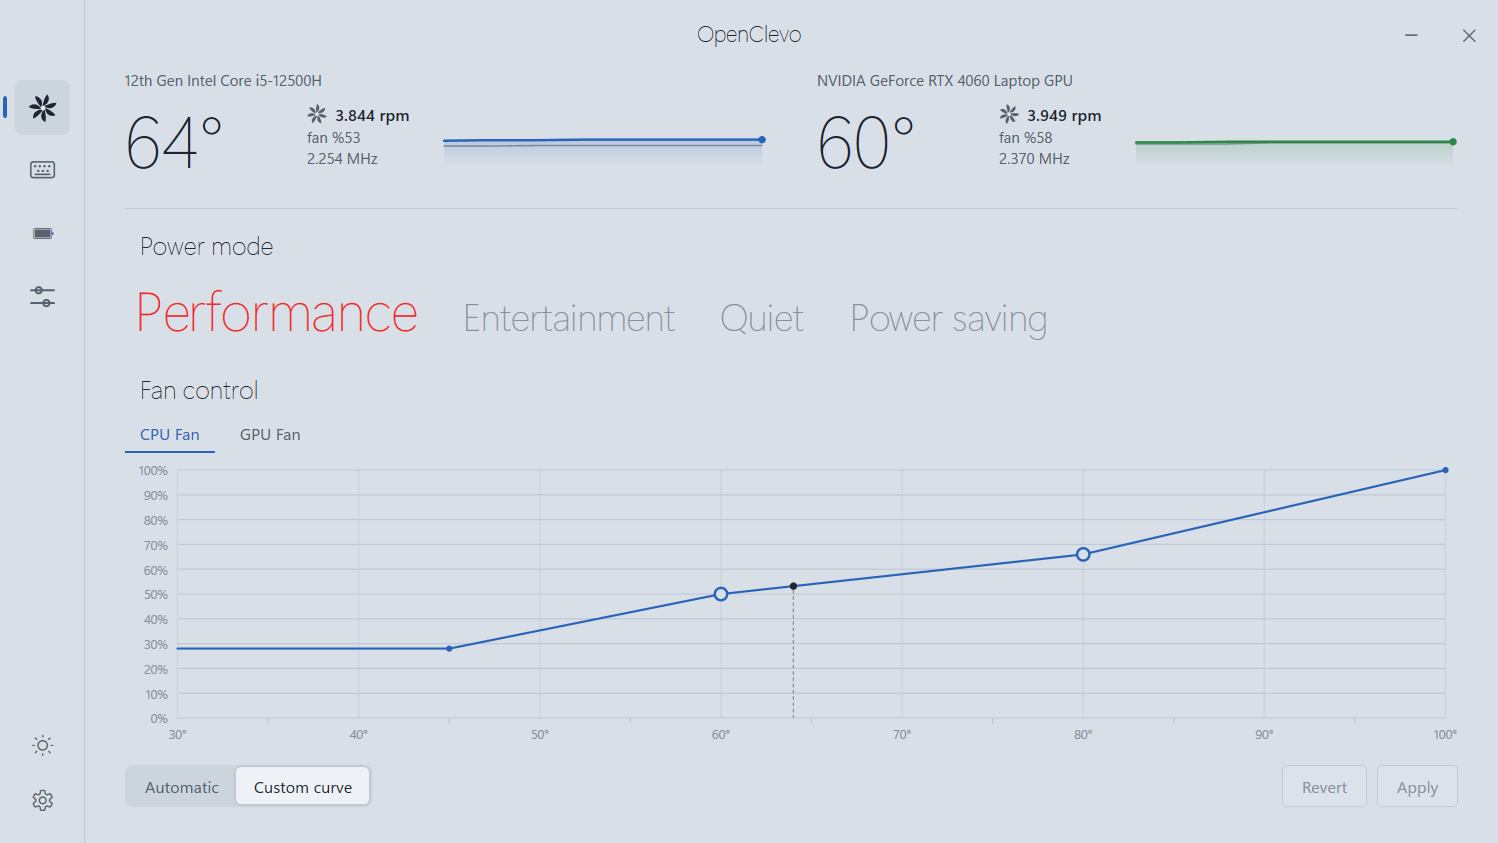 OpenClevo
12th Gen Intel Core i5-12500H
64°
3.844 rpm
fan %53
2.254 MHz
NVIDIA GeForce RTX 4060 Laptop GPU
60°
3.949 rpm
fan %58
2.370 MHz
Power mode
Performance Entertainment Quiet Power saving
Fan control
CPU Fan GPU Fan
100%
90%
80%
70%
60%
50%
40%
30%
20%
10%
0%
30° 40° 50° 60° 70° 80° 90° 100°
Automatic Custom curve Revert Apply